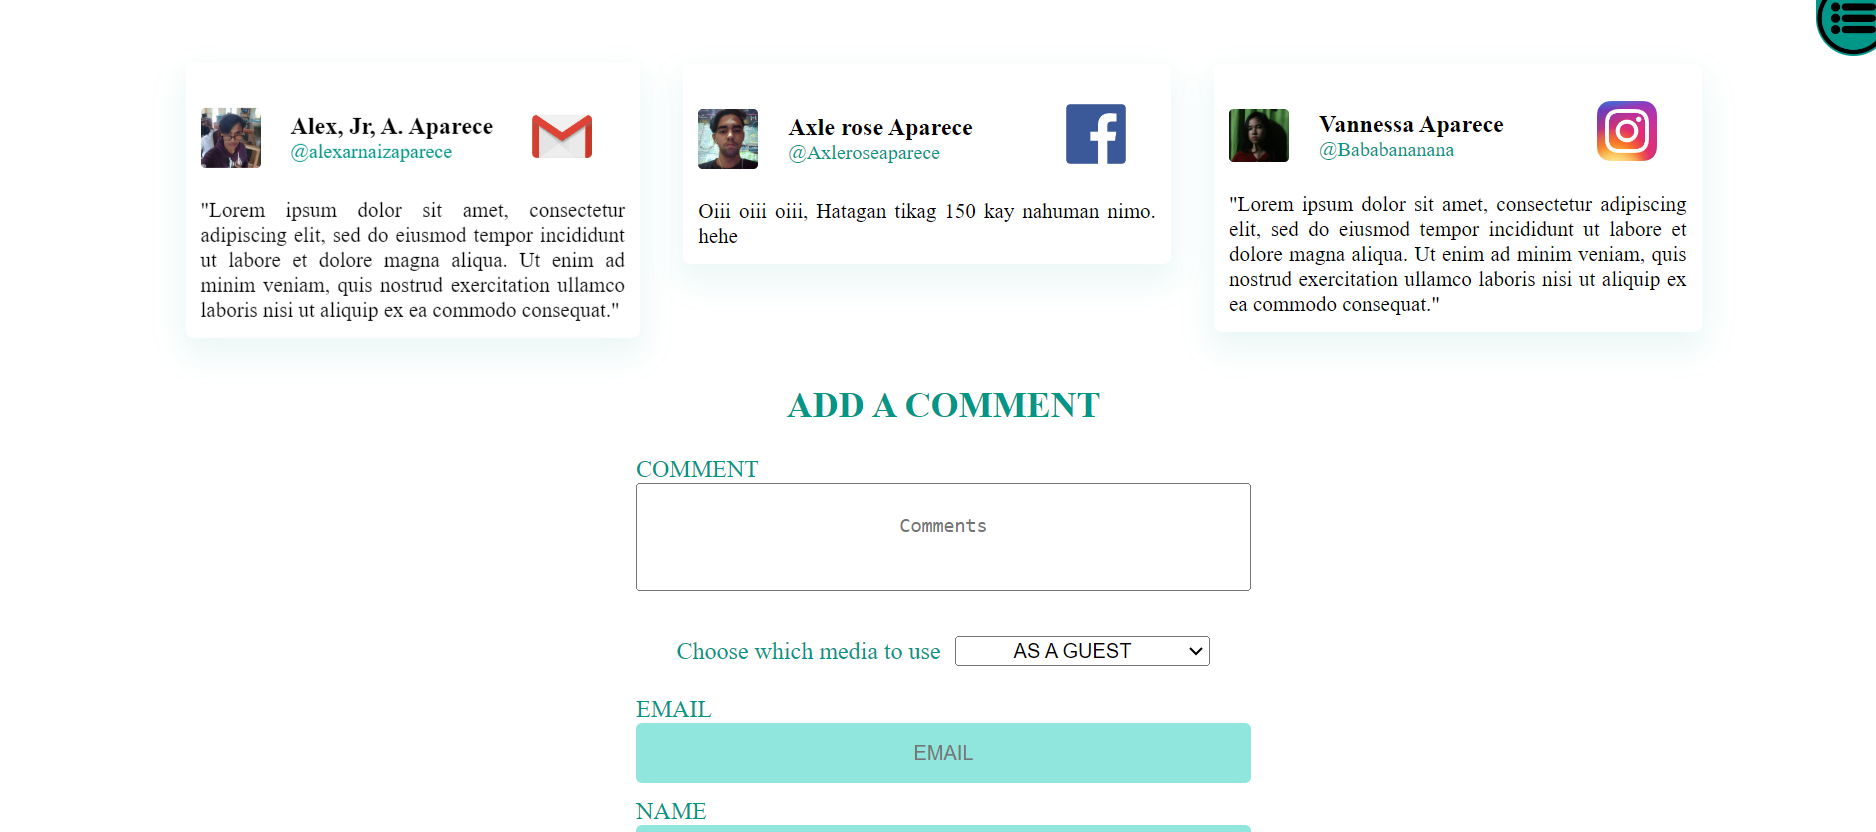 Alex, Jr, A. Aparece
@alexarnaizaparece
"Lorem ipsum dolor sit amet, consectetur
adipiscing elit, sed do eiusmod tempor incididunt
ut labore et dolore magna aliqua. Ut enim ad
minim veniam, quis nostrud exercitation ullamco
laboris nisi ut aliquip ex ea commodo consequat."
Axle rose Aparece
@Axleroseaparece
Oiii oiii oiii, Hatagan tikag 150 kay nahuman nimo.
hehe
Vannessa Aparece
@Bababananana
"Lorem ipsum dolor sit amet, consectetur adipiscing
elit, sed do eiusmod tempor incididunt ut labore et
dolore magna aliqua. Ut enim ad minim veniam, quis
nostrud exercitation ullamco laboris nisi ut aliquip ex
ea commodo consequat."
ADD A COMMENT
COMMENT
Comments
Choose which media to use AS A GUEST
EMAIL
EMAIL
NAME